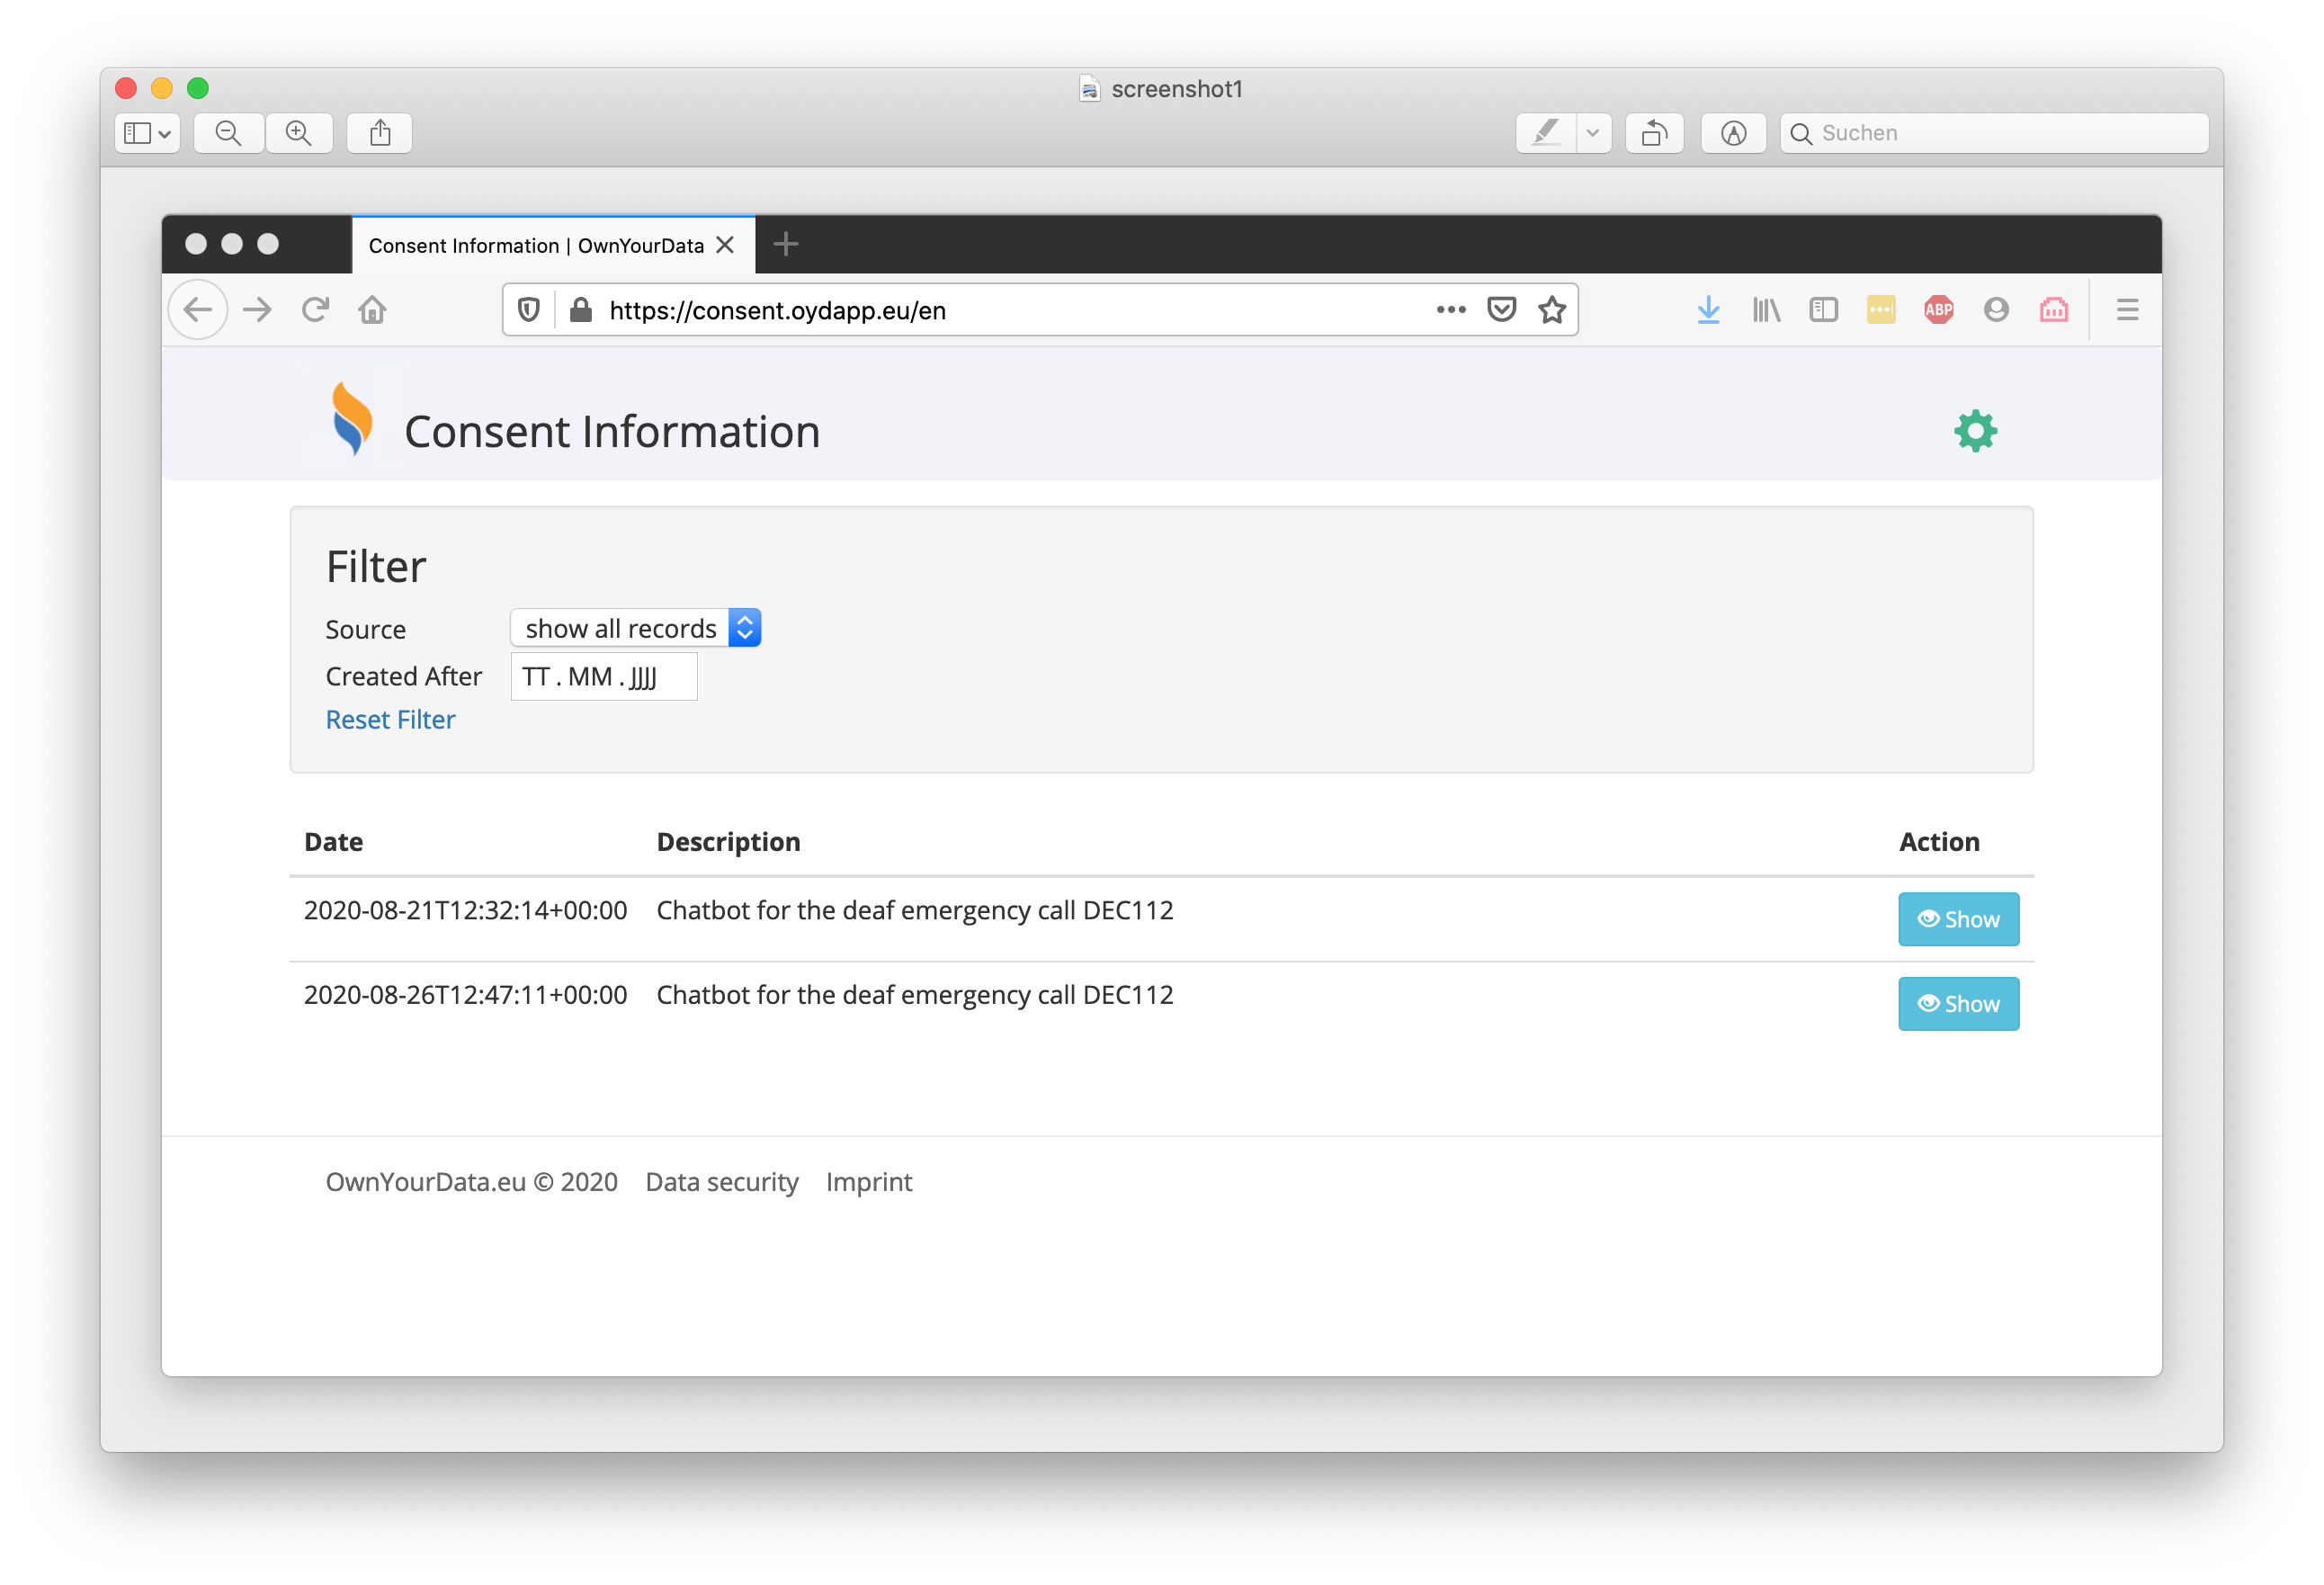 screenshot1
Suchen
Consent Information | OwnYourData
https://consent.oydapp.eu/en
ABP
Consent Information
Filter
Source show all records
Created After TT . MM . JJJJ
Reset Filter
Date Description Action
2020-08-21T12:32:14+00:00 Chatbot for the deaf emergency call DEC112 Show
2020-08-26T12:47:11+00:00 Chatbot for the deaf emergency call DEC112 Show
OwnYourData.eu © 2020 Data security Imprint